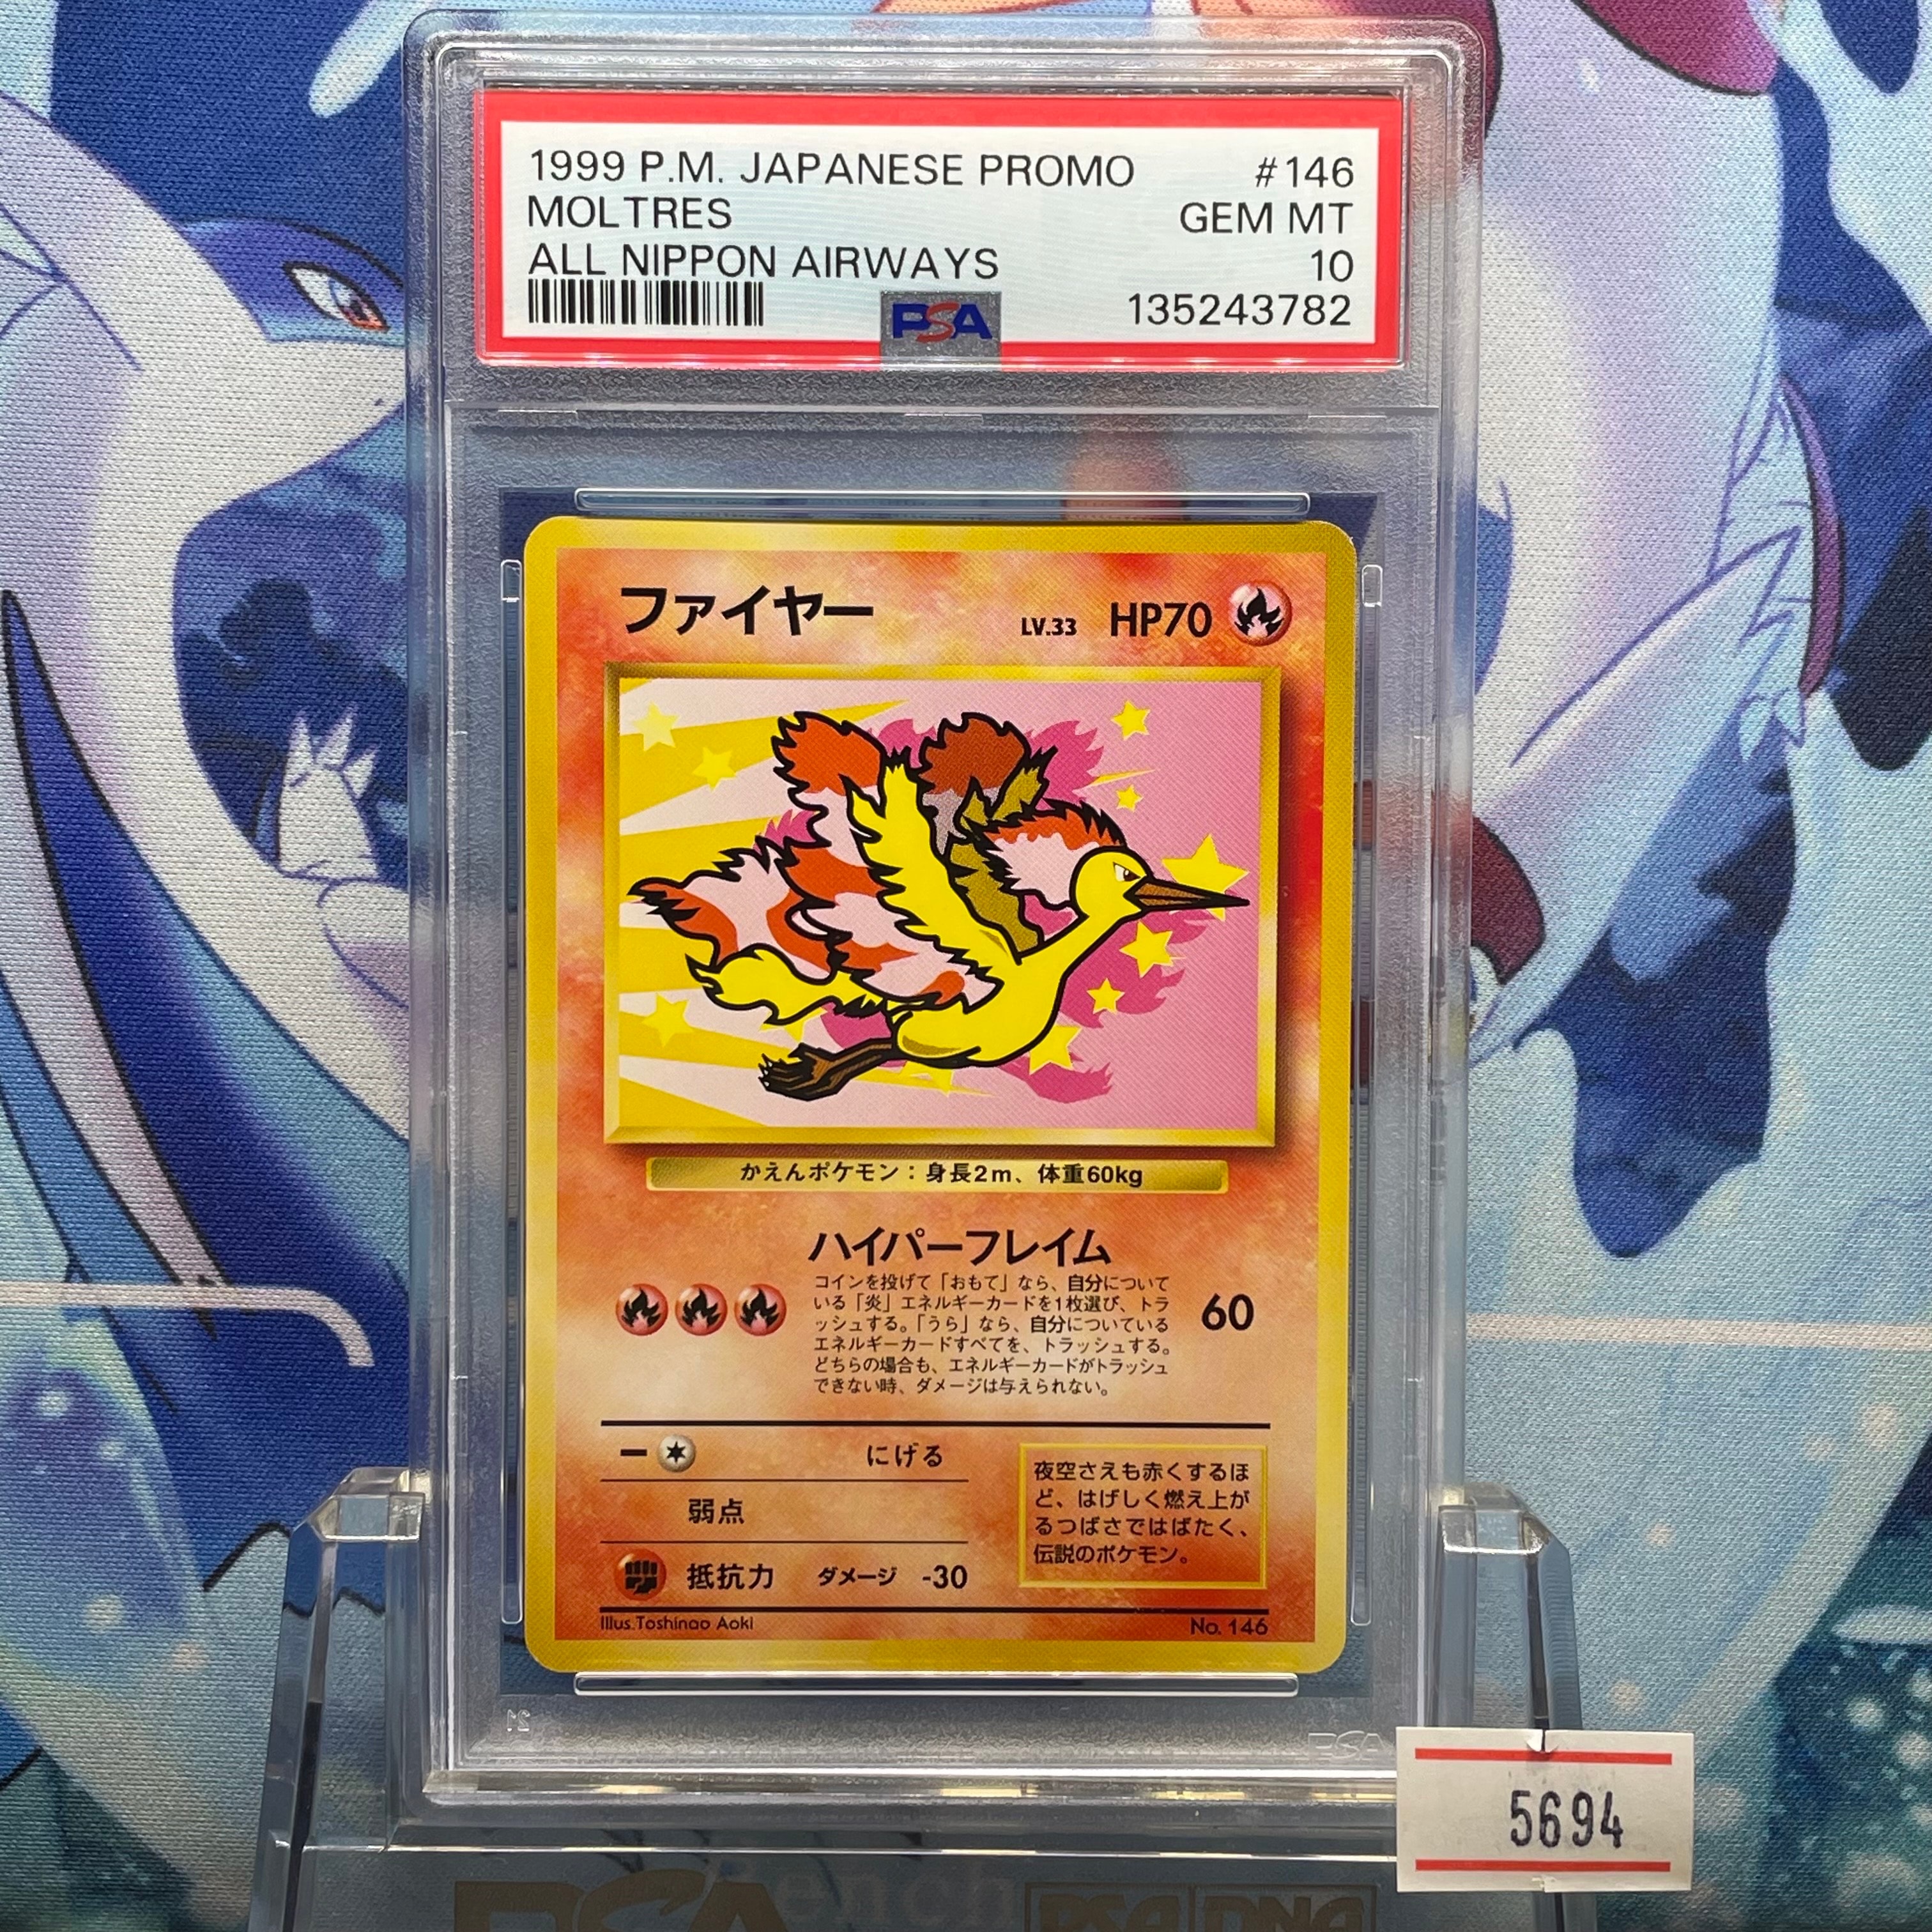 1999 P.M. JAPANESE PROMO #146
MOLTRES GEM MT
ALL NIPPON AIRWAYS 10
PSA 135243782
ファイヤー LV.33 HP70
かえんポケモン：身長2m、体重60kg
ハイパーフレイム
コインを投げて「おもて」なら、自分について
いる「炎」エネルギーカードを1枚選び、トラ
ッシュする。「うら」なら、自分についている
エネルギーカードすべてを、トラッシュする。
どちらの場合も、エネルギーカードがトラッシュ
できない時、ダメージは与えられない。
60
にげる
弱点
抵抗力 ダメージ -30
夜空さえも赤くするほ
ど、はげしく燃え上が
るつばさではばたく、
伝説のポケモン。
Illus.Toshinao Aoki No. 146
PSA
5694
PSA PSA/DNA